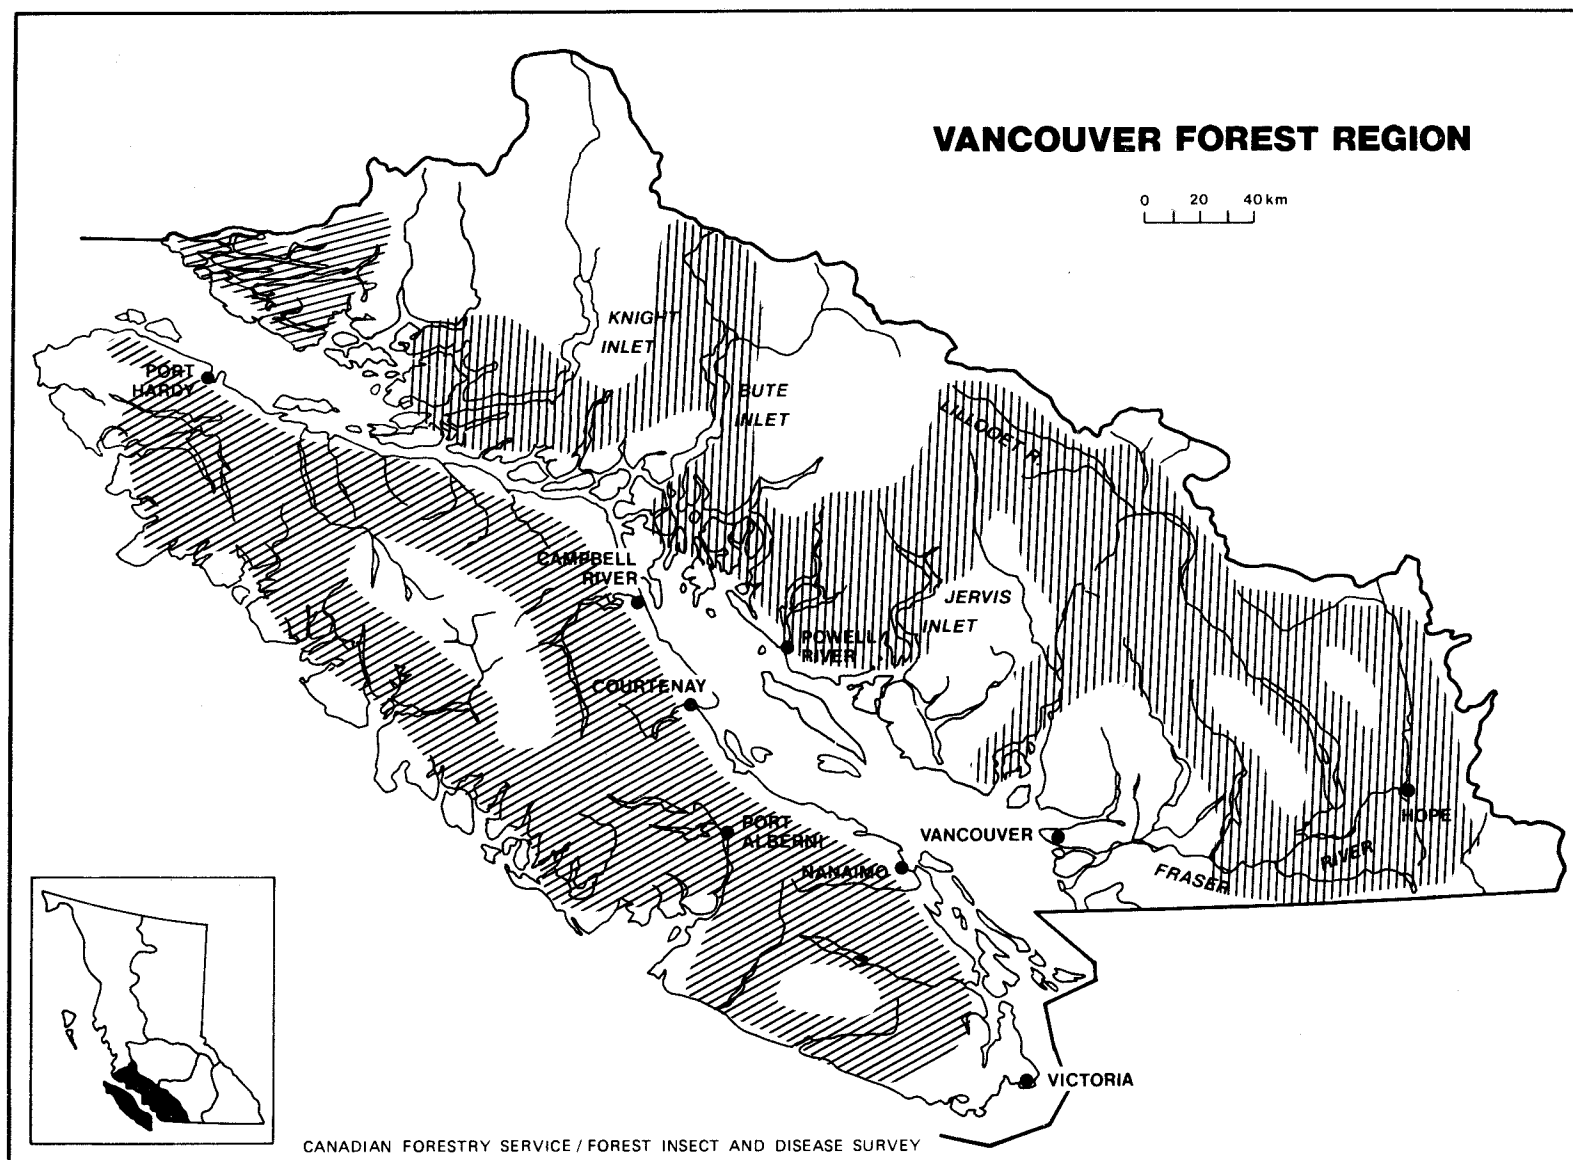 VANCOUVER FOREST REGION
0 20 40 km
KNIGHT
INLET
PORT
HARDY
BUTE
INLET
LILLOOET R.
CAMPBELL
RIVER
JERVIS
INLET
POWELL
RIVER
COURTENAY
PORT
ALBERNI
VANCOUVER
HOPE
NANAIMO
FRASER
RIVER
VICTORIA
CANADIAN FORESTRY SERVICE / FOREST INSECT AND DISEASE SURVEY